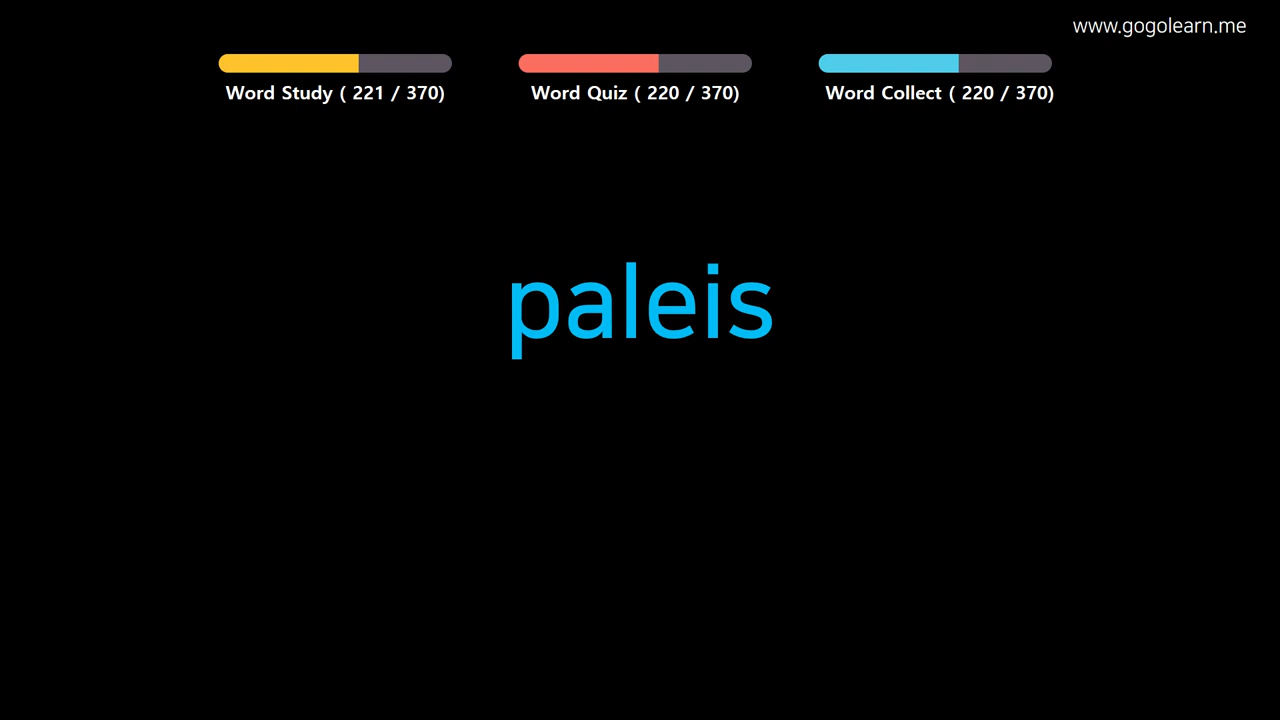 www.gogolearn.me
Word Study ( 221 / 370)
Word Quiz ( 220 / 370)
Word Collect ( 220 / 370)
paleis